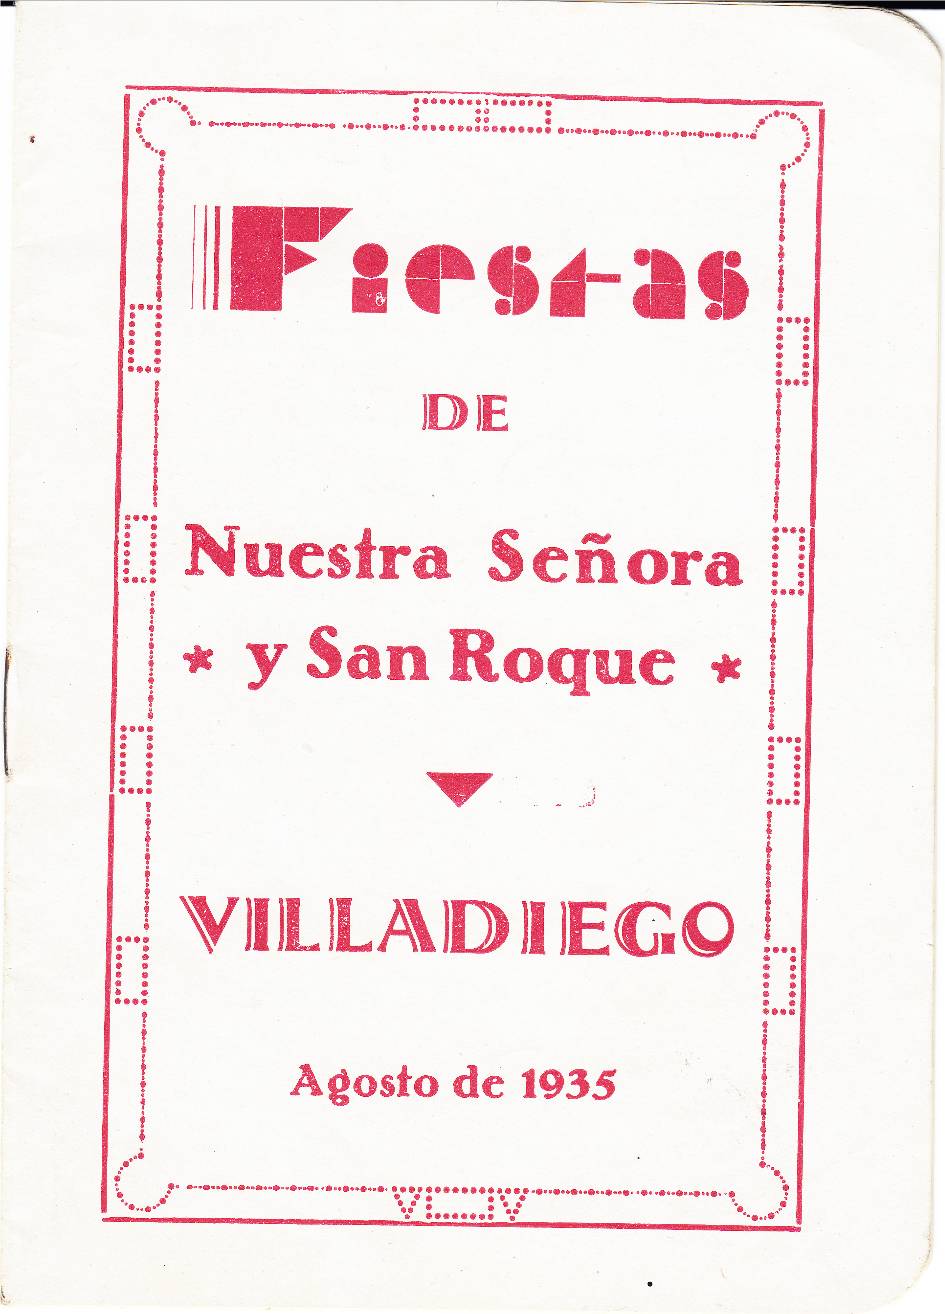 Fiestas
DE
Nuestra Señora
* y San Roque *
VILLADIEGO
Agosto de 1935